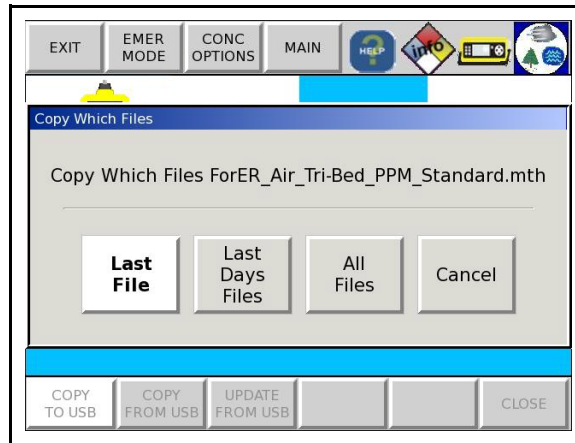 EXIT
EMER
MODE
CONC
OPTIONS
MAIN
HELP
info
Copy Which Files
Copy Which Files ForER_Air_Tri-Bed_PPM_Standard.mth
Last
File
Last
Days
Files
All
Files
Cancel
COPY
TO USB
COPY
FROM USB
UPDATE
FROM USB
CLOSE